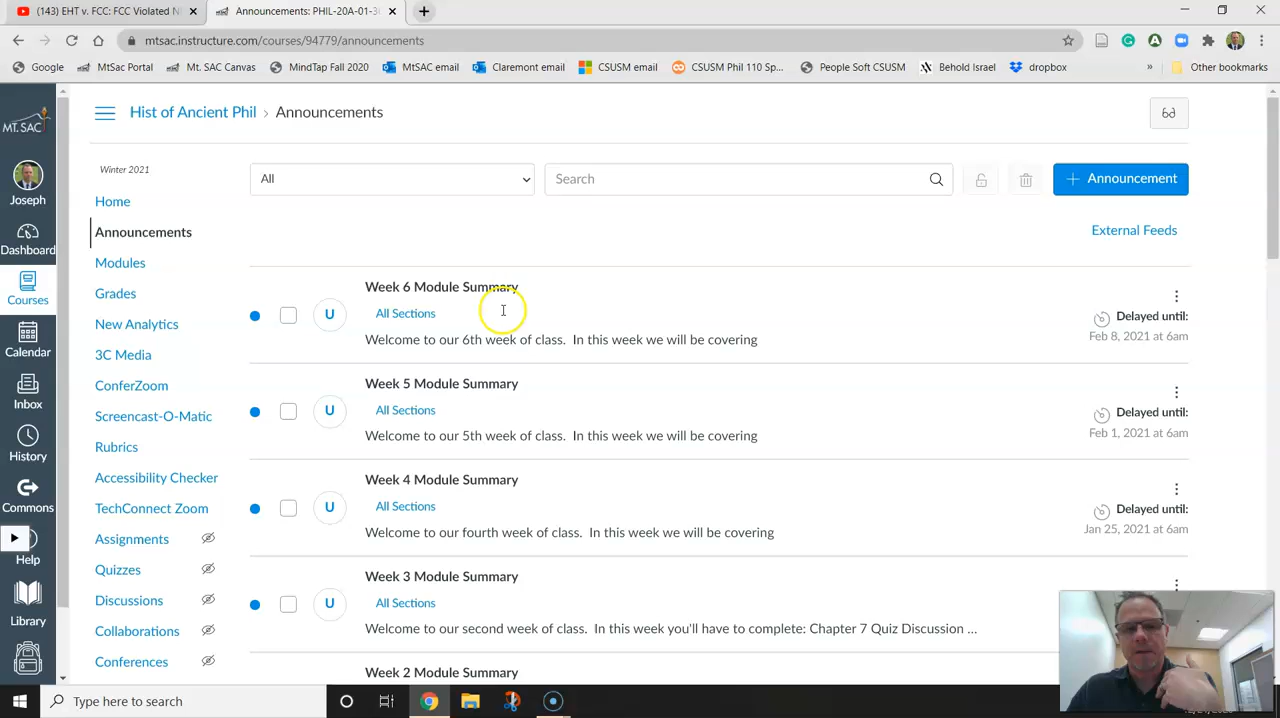 (143) EHT v. FCC: FCC Violated N
Announcements: PHIL-20A-01-3
mtsac.instructure.com/courses/94779/announcements
Google
MtSac Portal
Mt. SAC Canvas
MindTap Fall 2020
MtSAC email
Claremont email
CSUSM email
CSUSM Phil 110 Sp...
People Soft CSUSM
Behold Israel
dropbox
»
Other bookmarks
MT. SAC
Hist of Ancient Phil > Announcements
Winter 2021
All
Search
+ Announcement
External Feeds
Joseph
Dashboard
Courses
Calendar
Inbox
History
Commons
Help
Library
Home
Announcements
Modules
Grades
New Analytics
3C Media
ConferZoom
Screencast-O-Matic
Rubrics
Accessibility Checker
TechConnect Zoom
Assignments
Quizzes
Discussions
Collaborations
Conferences
Week 6 Module Summary
U
All Sections
Delayed until:
Welcome to our 6th week of class. In this week we will be covering
Feb 8, 2021 at 6am
Week 5 Module Summary
U
All Sections
Delayed until:
Welcome to our 5th week of class. In this week we will be covering
Feb 1, 2021 at 6am
Week 4 Module Summary
U
All Sections
Delayed until:
Welcome to our fourth week of class. In this week we will be covering
Jan 25, 2021 at 6am
Week 3 Module Summary
U
All Sections
Welcome to our second week of class. In this week you'll have to complete: Chapter 7 Quiz Discussion ...
Week 2 Module Summary
Type here to search